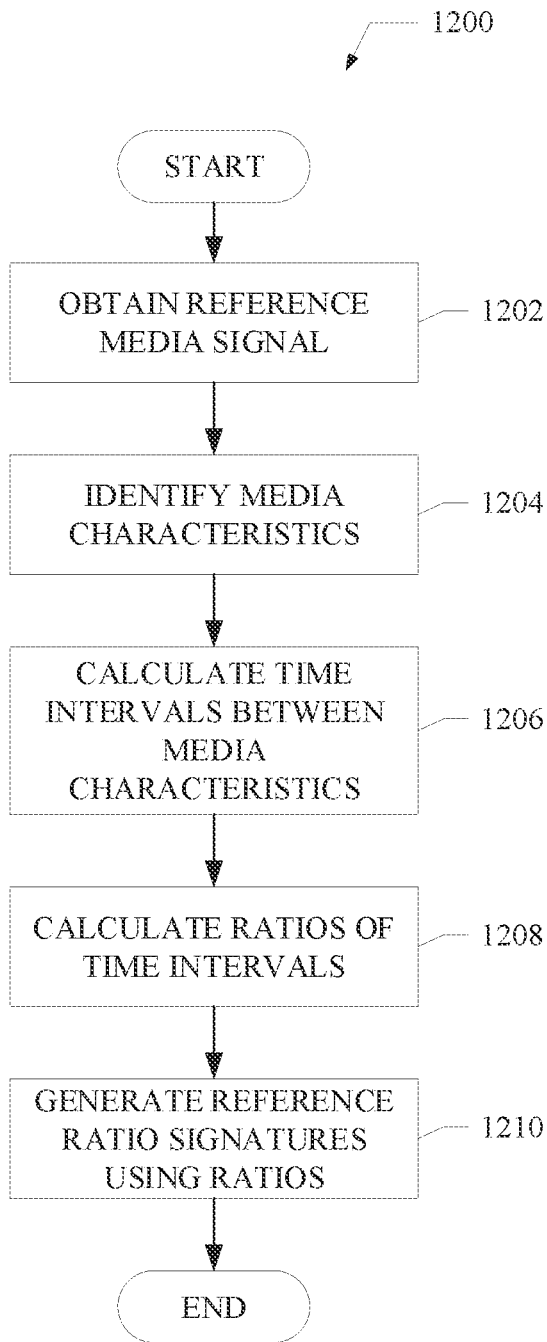 1200
START
OBTAIN REFERENCE
MEDIA SIGNAL
1202
IDENTIFY MEDIA
CHARACTERISTICS
1204
CALCULATE TIME
INTERVALS BETWEEN
MEDIA
CHARACTERISTICS
1206
CALCULATE RATIOS OF
TIME INTERVALS
1208
GENERATE REFERENCE
RATIO SIGNATURES
USING RATIOS
1210
END